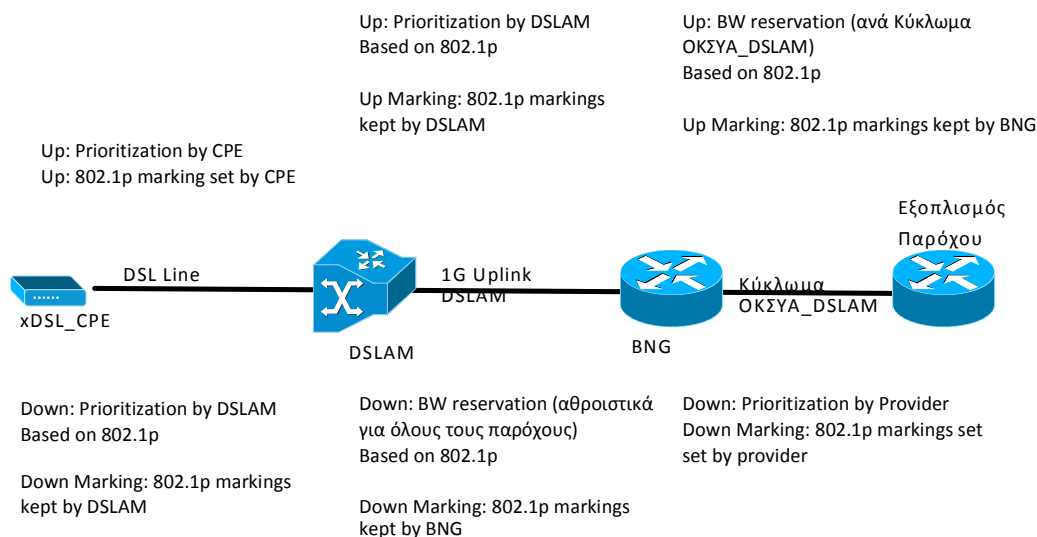 Up: Prioritization by DSLAM
Based on 802.1p
Up Marking: 802.1p markings
kept by DSLAM
Up: BW reservation (ανά Κύκλωμα
ΟΚΣΥΑ_DSLAM)
Based on 802.1p
Up Marking: 802.1p markings kept by BNG
Up: Prioritization by CPE
Up: 802.1p marking set by CPE
Εξοπλισμός
Παρόχου
DSL Line
1G Uplink
DSLAM
Κύκλωμα
ΟΚΣΥΑ_DSLAM
xDSL_CPE
DSLAM
BNG
Down: Prioritization by DSLAM
Based on 802.1p
Down Marking: 802.1p markings
kept by DSLAM
Down: BW reservation (αθροιστικά
για όλους τους παρόχους)
Based on 802.1p
Down Marking: 802.1p markings
kept by BNG
Down: Prioritization by Provider
Down Marking: 802.1p markings set
set by provider